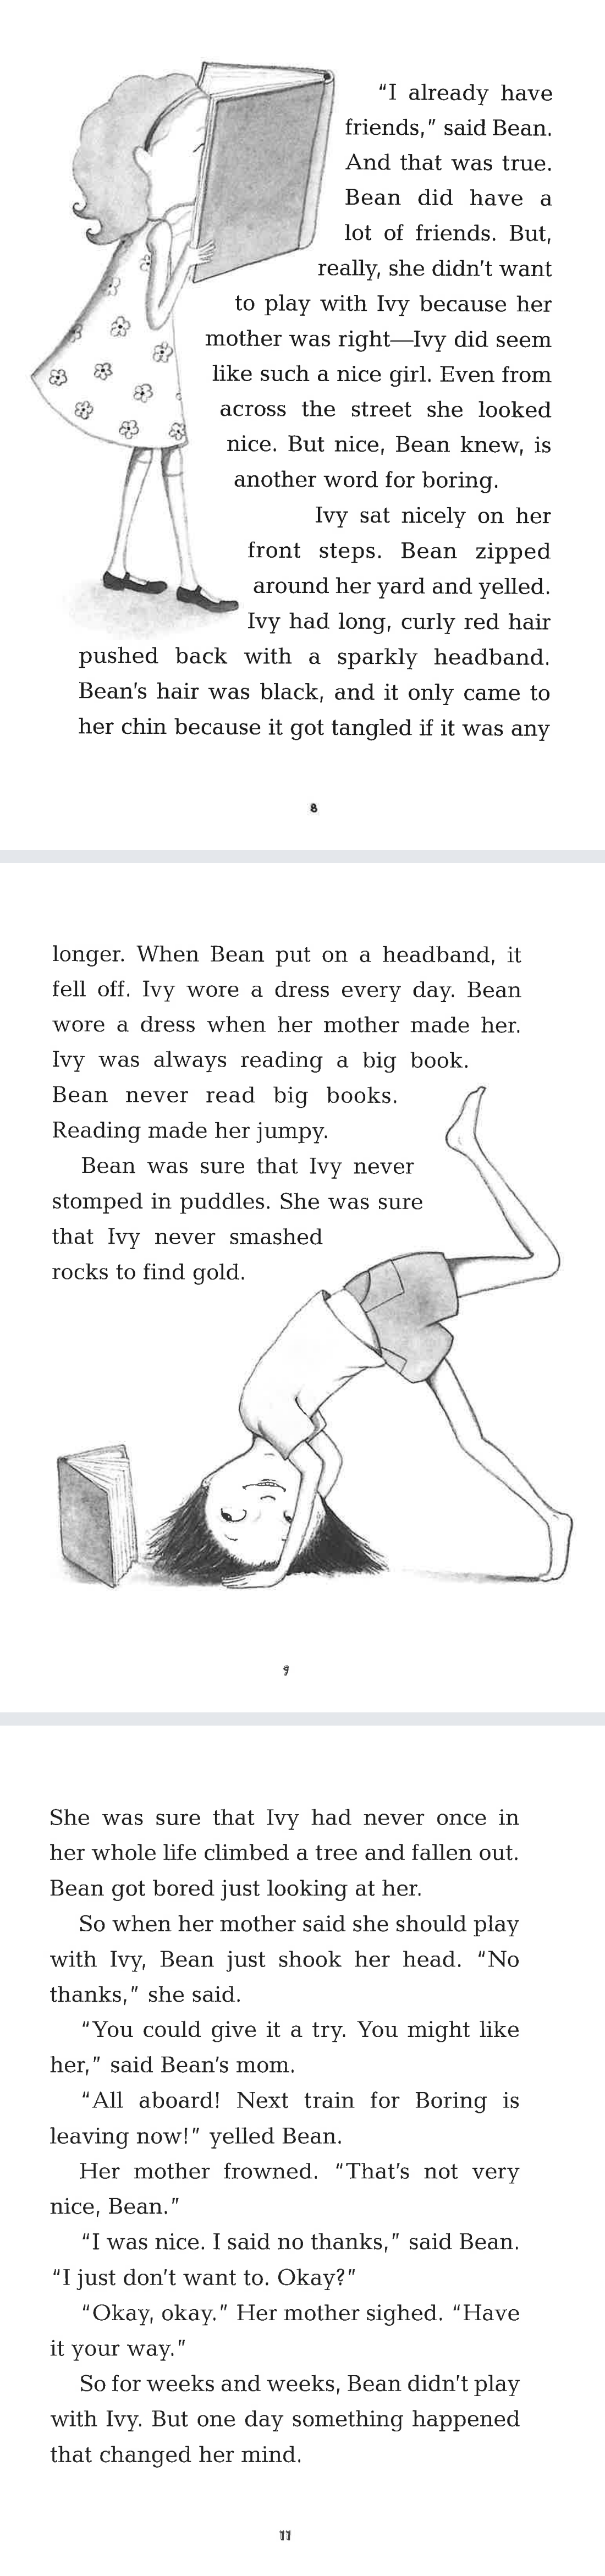 “I already have
friends,” said Bean.
And that was true.
Bean did have a
lot of friends. But,
really, she didn’t want
to play with Ivy because her
mother was right—Ivy did seem
like such a nice girl. Even from
across the street she looked
nice. But nice, Bean knew, is
another word for boring.
Ivy sat nicely on her
front steps. Bean zipped
around her yard and yelled.
Ivy had long, curly red hair
pushed back with a sparkly headband.
Bean’s hair was black, and it only came to
her chin because it got tangled if it was any
8
longer. When Bean put on a headband, it
fell off. Ivy wore a dress every day. Bean
wore a dress when her mother made her.
Ivy was always reading a big book.
Bean never read big books.
Reading made her jumpy.
Bean was sure that Ivy never
stomped in puddles. She was sure
that Ivy never smashed
rocks to find gold.
9
She was sure that Ivy had never once in
her whole life climbed a tree and fallen out.
Bean got bored just looking at her.
So when her mother said she should play
with Ivy, Bean just shook her head. “No
thanks,” she said.
“You could give it a try. You might like
her,” said Bean’s mom.
“All aboard! Next train for Boring is
leaving now!” yelled Bean.
Her mother frowned. “That’s not very
nice, Bean.”
“I was nice. I said no thanks,” said Bean.
“I just don’t want to. Okay?”
“Okay, okay.” Her mother sighed. “Have
it your way.”
So for weeks and weeks, Bean didn’t play
with Ivy. But one day something happened
that changed her mind.
11